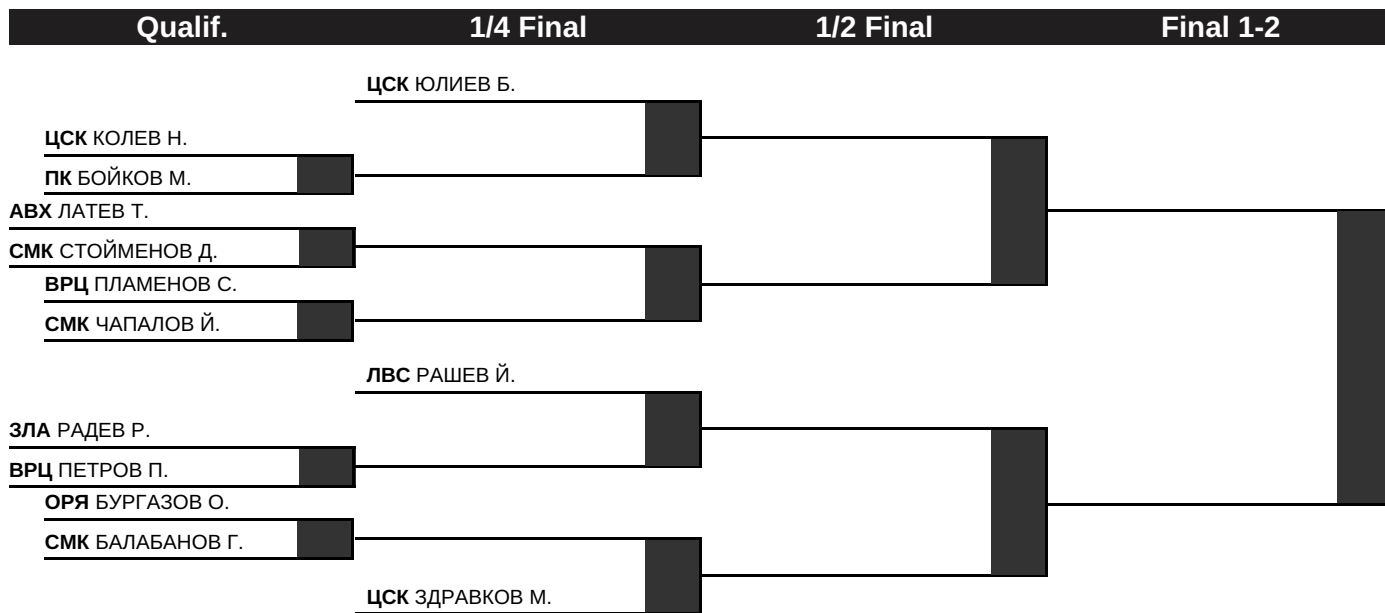 Qualif. 1/4 Final 1/2 Final Final 1-2
ЦСК ЮЛИЕВ Б.
ЦСК КОЛЕВ Н.
ПК БОЙКОВ М.
АВХ ЛАТЕВ Т.
СМК СТОЙМЕНОВ Д.
ВРЦ ПЛАМЕНОВ С.
СМК ЧАПАЛОВ Й.
ЛВС РАШЕВ Й.
ЗЛА РАДЕВ Р.
ВРЦ ПЕТРОВ П.
ОРЯ БУРГАЗОВ О.
СМК БАЛАБАНОВ Г.
ЦСК ЗДРАВКОВ М.